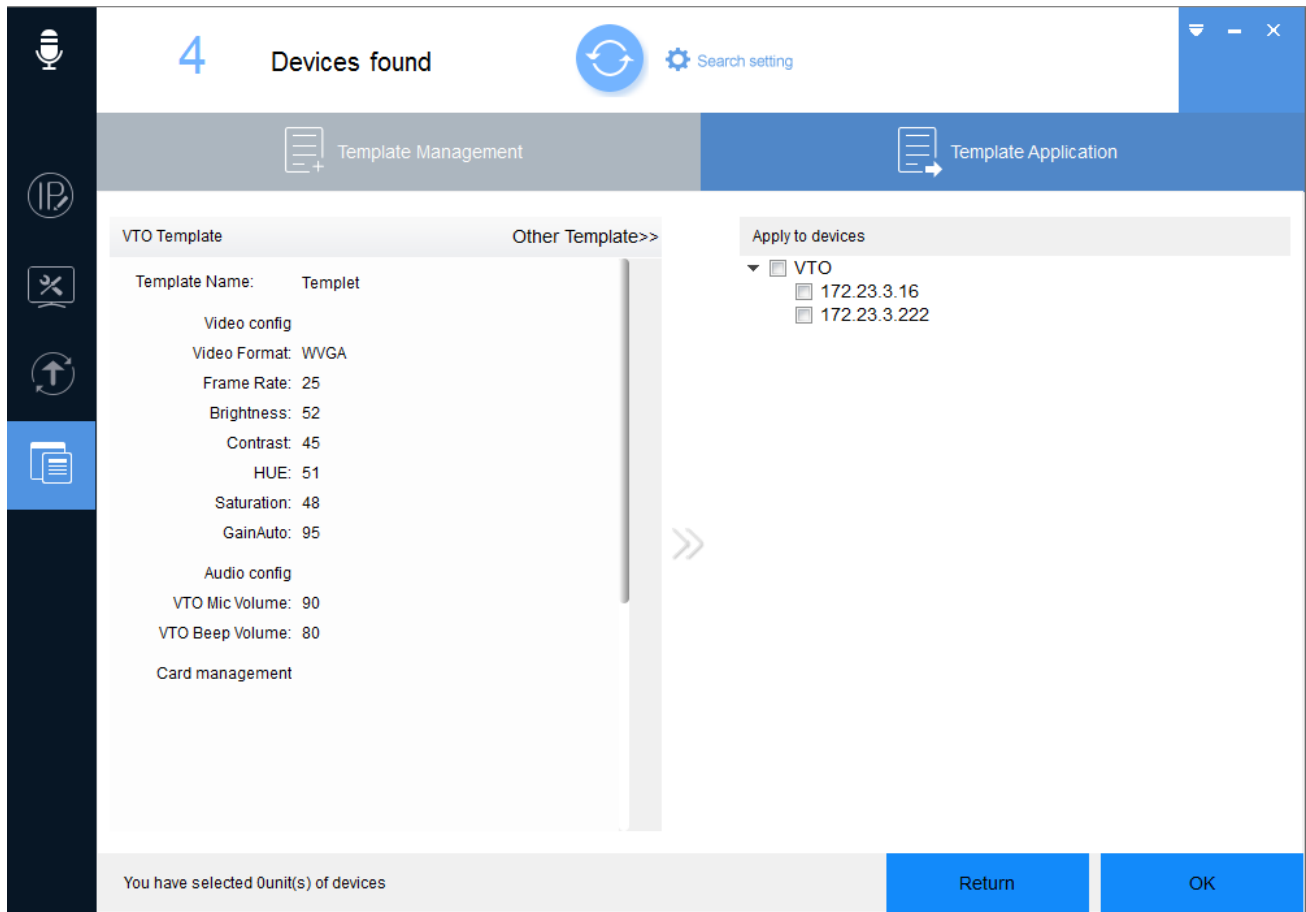 4 Devices found Search setting
Template Management Template Application
IP
VTO Template Other Template>>
Template Name: Templet
Video config
Video Format: WVGA
Frame Rate: 25
Brightness: 52
Contrast: 45
HUE: 51
Saturation: 48
GainAuto: 95
Audio config
VTO Mic Volume: 90
VTO Beep Volume: 80
Card management
Apply to devices
VTO
172.23.3.16
172.23.3.222
You have selected 0unit(s) of devices
Return OK